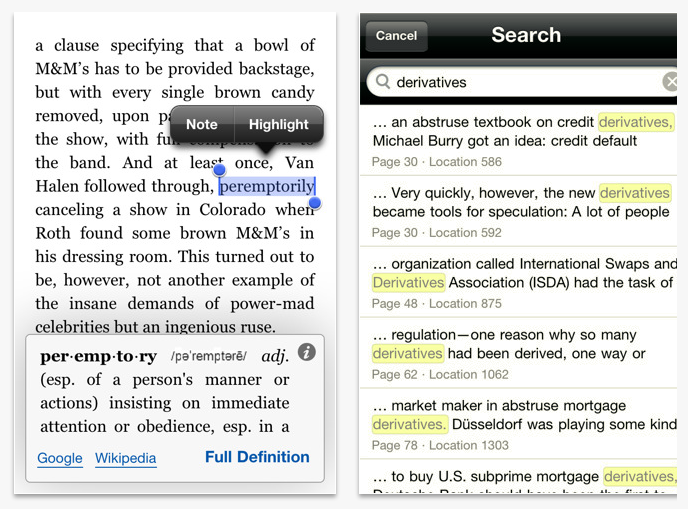 a clause specifying that a bowl of
M&M's has to be provided backstage,
but with every single brown candy
removed, upon
the show, with full compensation to
the band. And at least once, Van
Halen followed through, peremptorily
canceling a show in Colorado when
Roth found some brown M&M's in
his dressing room. This turned out to
be, however, not another example of
the insane demands of power-mad
celebrities but an ingenious ruse.
Note Highlight
per·emp·to·ry /pəˈremptərē/ adj.
(esp. of a person's manner or
actions) insisting on immediate
attention or obedience, esp. in a
Google Wikipedia Full Definition
Cancel Search
derivatives
... an abstruse textbook on credit derivatives,
Michael Burry got an idea: credit default
Page 30 · Location 586
... Very quickly, however, the new derivatives
became tools for speculation: A lot of people
Page 30 · Location 592
... organization called International Swaps and
Derivatives Association (ISDA) had the task of
Page 48 · Location 875
... regulation—one reason why so many
derivatives had been derived, one way or
Page 62 · Location 1062
... market maker in abstruse mortgage
derivatives. Düsseldorf was playing some kind
Page 78 · Location 1303
... to buy U.S. subprime mortgage derivatives,